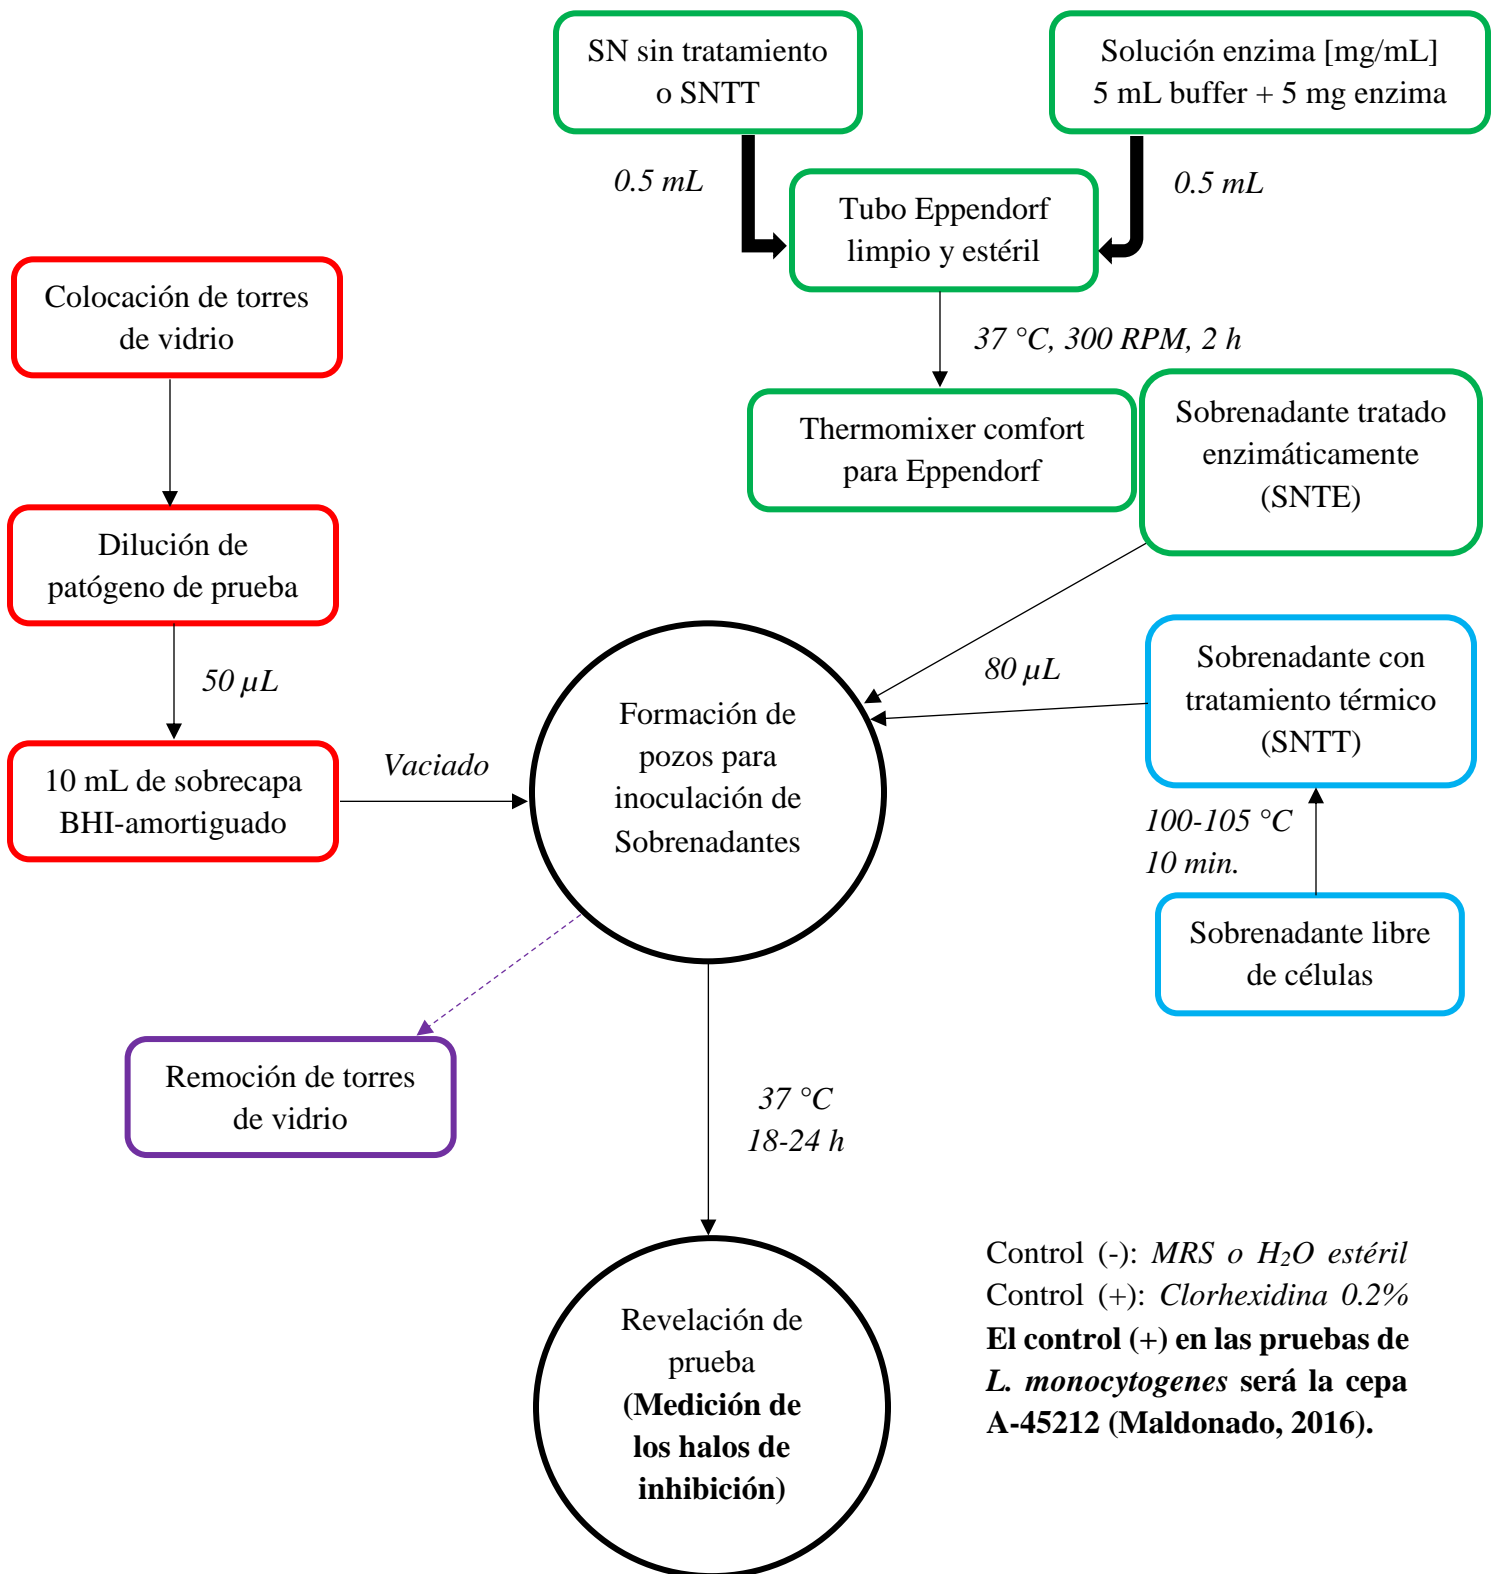 SN sin tratamiento
o SNTT
Solución enzima [mg/mL]
5 mL buffer + 5 mg enzima
0.5 mL
0.5 mL
Tubo Eppendorf
limpio y estéril
37 °C, 300 RPM, 2 h
Thermomixer comfort
para Eppendorf
Sobrenadante tratado
enzimáticamente
(SNTE)
Colocación de torres
de vidrio
Dilución de
patógeno de prueba
50 µL
10 mL de sobrecapa
BHI-amortiguado
Vaciado
Formación de
pozos para
inoculación de
Sobrenadantes
80 µL
Sobrenadante con
tratamiento térmico
(SNTT)
100-105 °C
10 min.
Sobrenadante libre
de células
Remoción de torres
de vidrio
37 °C
18-24 h
Revelación de
prueba
(Medición de
los halos de
inhibición)
Control (-): MRS o H₂O estéril
Control (+): Clorhexidina 0.2%
El control (+) en las pruebas de
L. monocytogenes será la cepa
A-45212 (Maldonado, 2016).